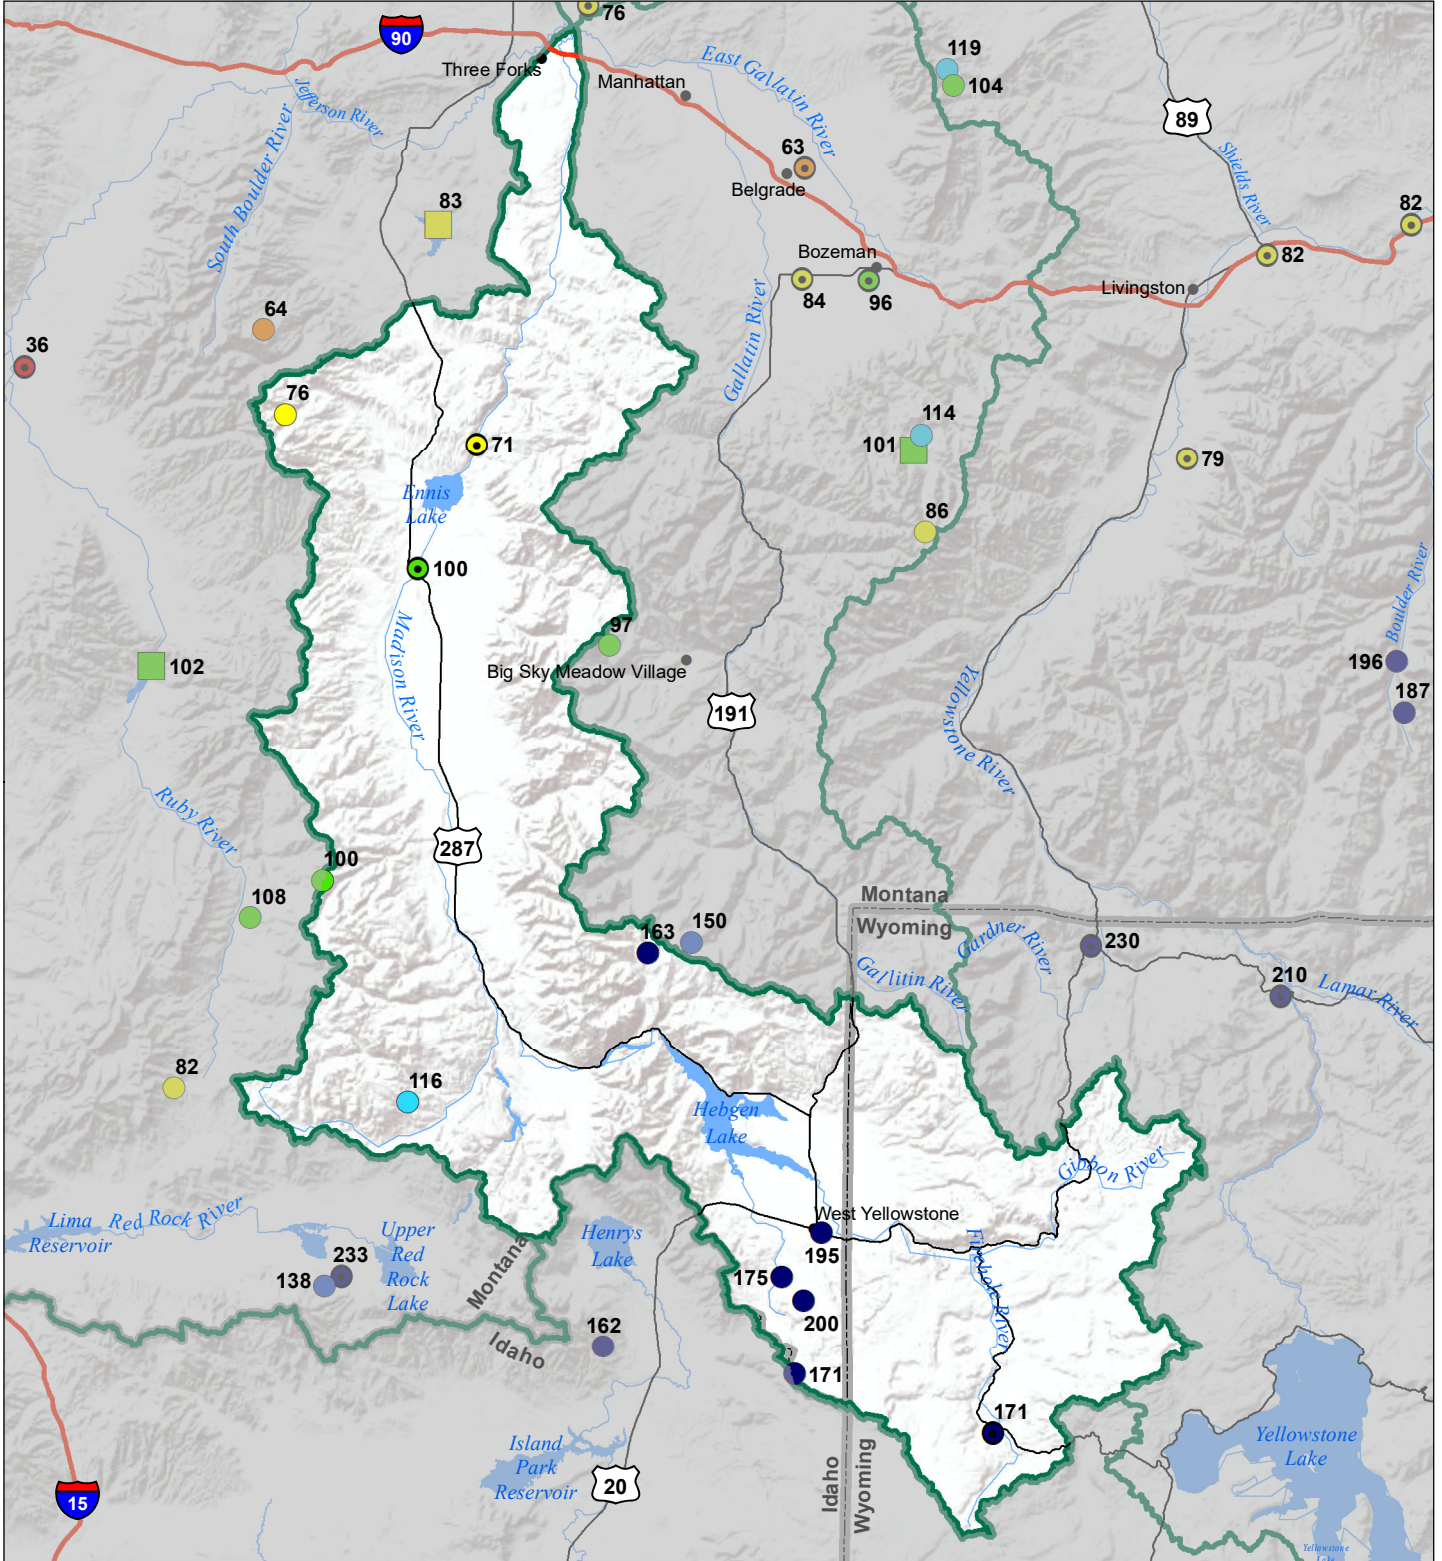 76
90
119
East Gallatin River
Three Forks
Manhattan
104
Jefferson River
89
South Boulder River
63
Shields River
Belgrade
83
82
Bozeman
82
84
96
Livingston
Gallatin River
64
36
76
114
71
101
79
Ennis
Lake
86
100
Boulder River
97
Madison River
102
Big Sky Meadow Village
196
187
191
Yellowstone River
Ruby River
287
100
Montana
108
163
150
Wyoming
Gardner River
230
Gallitin River
210
Lamar River
82
116
Hebgen
Lake
Gibbon River
Lima
Reservoir
Red Rock River
Upper
Red
Rock
Lake
Henrys
Lake
West Yellowstone
195
Firehole River
233
138
Montana
175
200
162
Idaho
171
171
Island
Park
Reservoir
Yellowstone
Lake
20
15
Idaho
Wyoming
Yellowstone
Lake